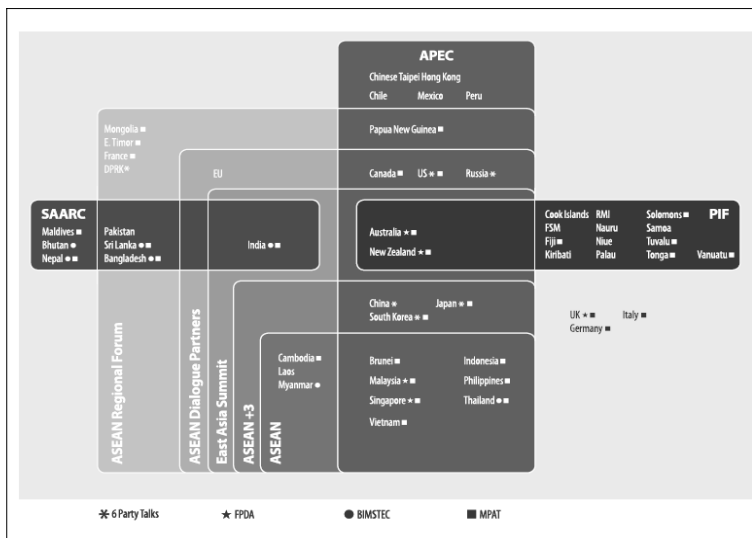 APEC
Chinese Taipei Hong Kong
Chile Mexico Peru
Mongolia ■
E. Timor ■
France ■
DPRK*
Papua New Guinea ■
EU
Canada ■ US * ■ Russia *
SAARC
Maldives ■ Pakistan
Bhutan ● Sri Lanka ● ■
Nepal ● ■ Bangladesh ● ■
India ● ■
Australia ★ ■
New Zealand ★ ■
PIF
Cook Islands RMI Solomons ■
FSM Nauru Samoa
Fiji ■ Niue Tuvalu ■
Kiribati Palau Tonga ■ Vanuatu ■
China * Japan * ■
South Korea * ■
UK ★ ■ Italy ■
Germany ■
Cambodia ■
Laos
Myanmar ●
Brunei ■ Indonesia ■
Malaysia ★ ■ Philippines ■
Singapore ★ ■ Thailand ● ■
Vietnam ■
ASEAN Regional Forum
ASEAN Dialogue Partners
East Asia Summit
ASEAN +3
ASEAN
* 6 Party Talks ★ FPDA ● BIMSTEC ■ MPAT